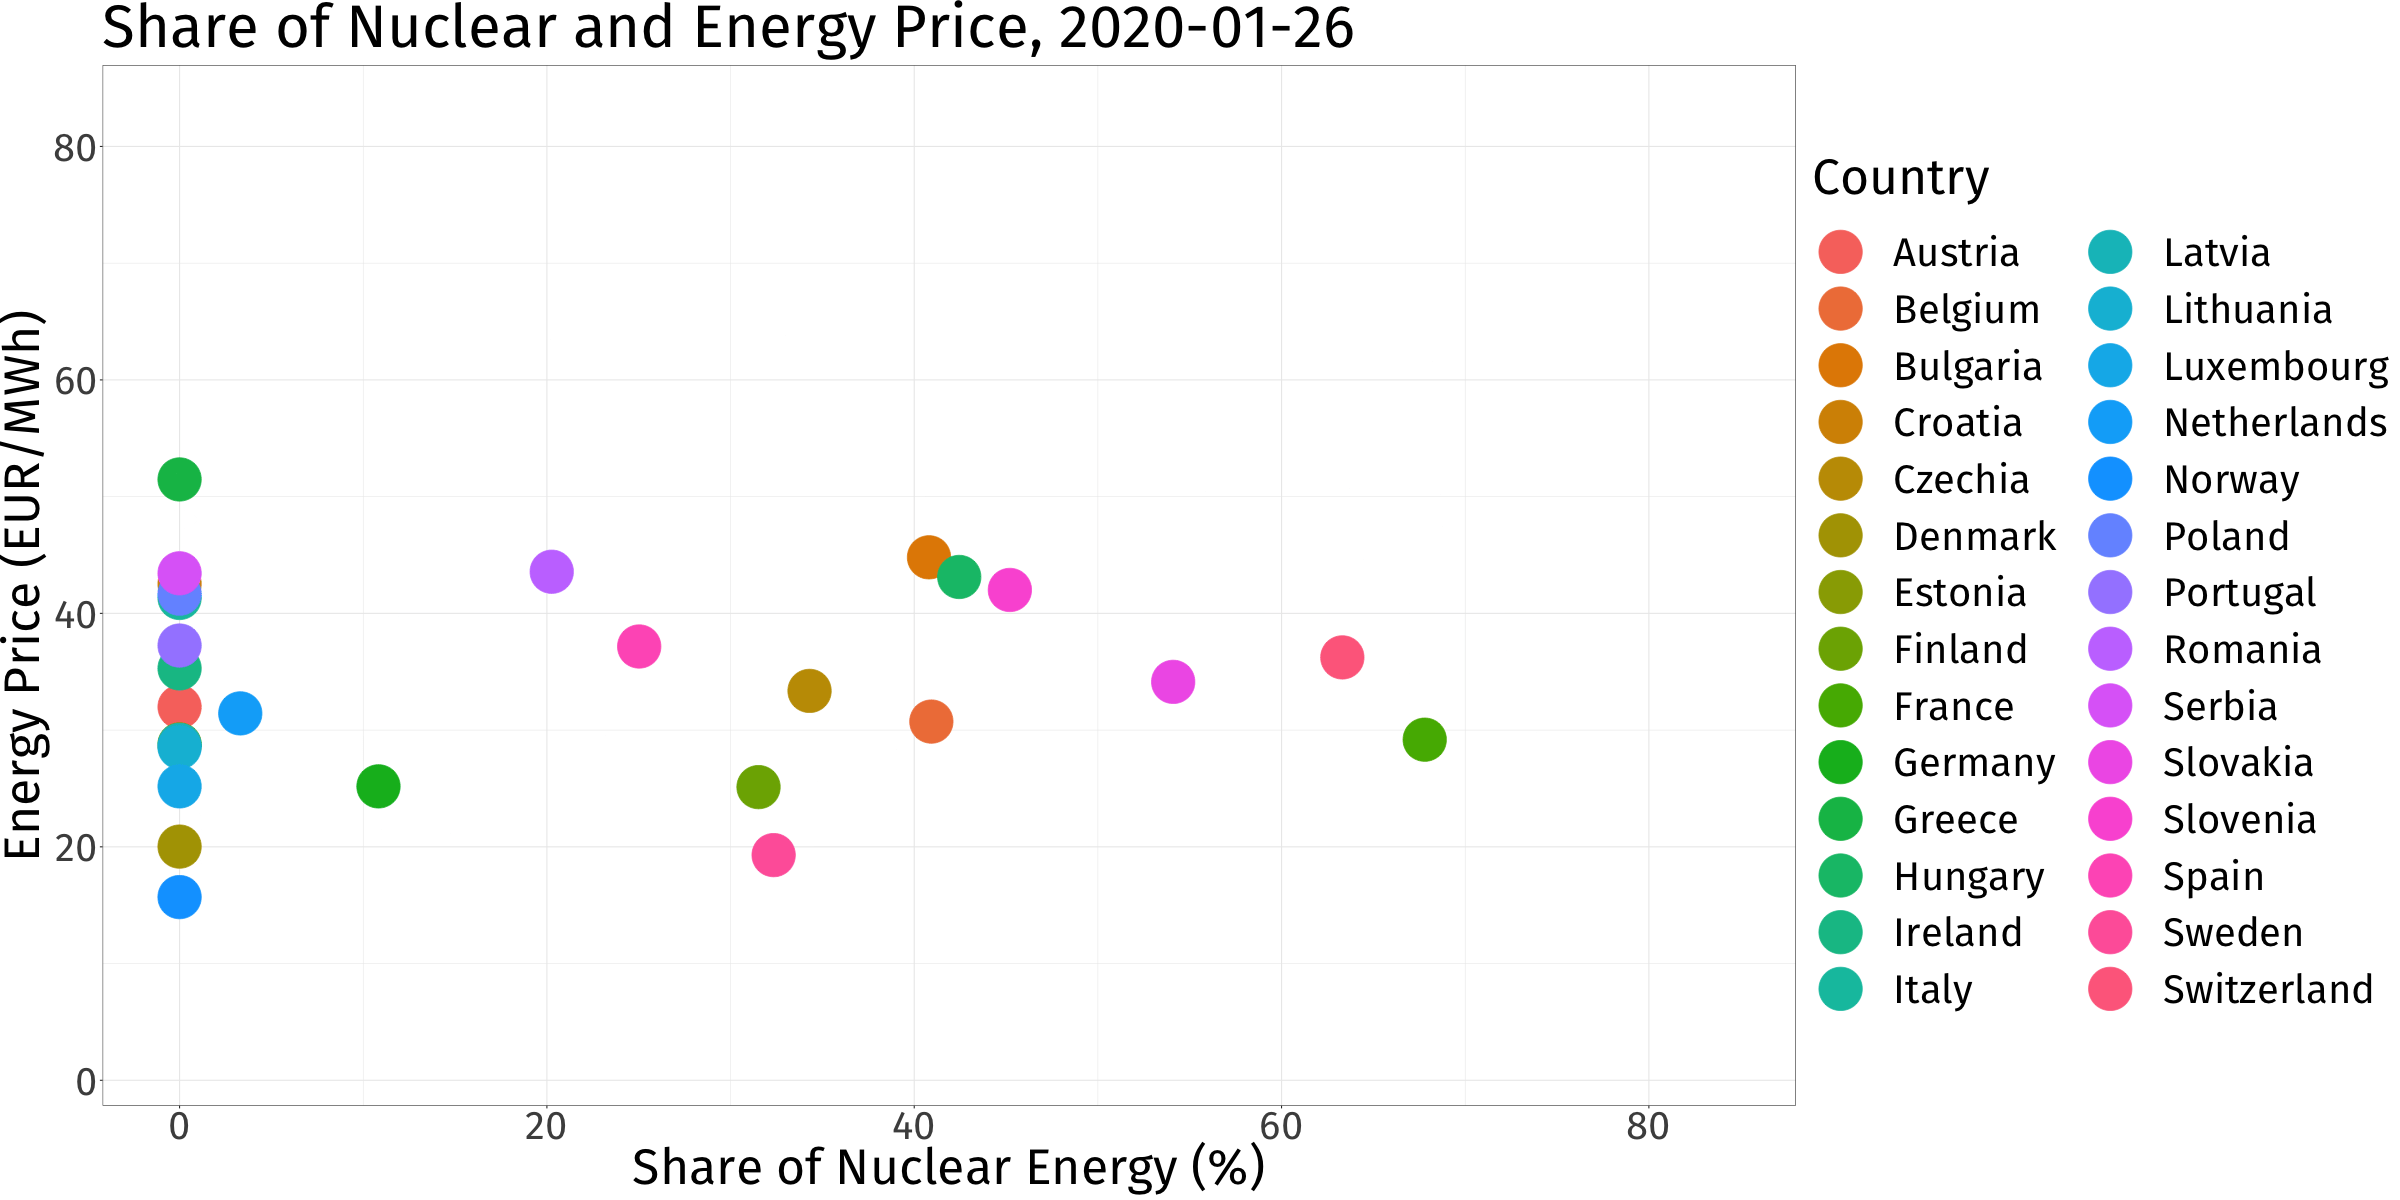 Share of Nuclear and Energy Price, 2020-01-26
Energy Price (EUR/MWh)
80
60
40
20
0
0 20 40 60 80
Share of Nuclear Energy (%)
Country
Austria
Belgium
Bulgaria
Croatia
Czechia
Denmark
Estonia
Finland
France
Germany
Greece
Hungary
Ireland
Italy
Latvia
Lithuania
Luxembourg
Netherlands
Norway
Poland
Portugal
Romania
Serbia
Slovakia
Slovenia
Spain
Sweden
Switzerland